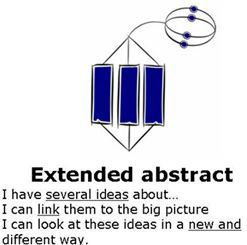 Extended abstract
I have several ideas about...
I can link them to the big picture
I can look at these ideas in a new and
different way.